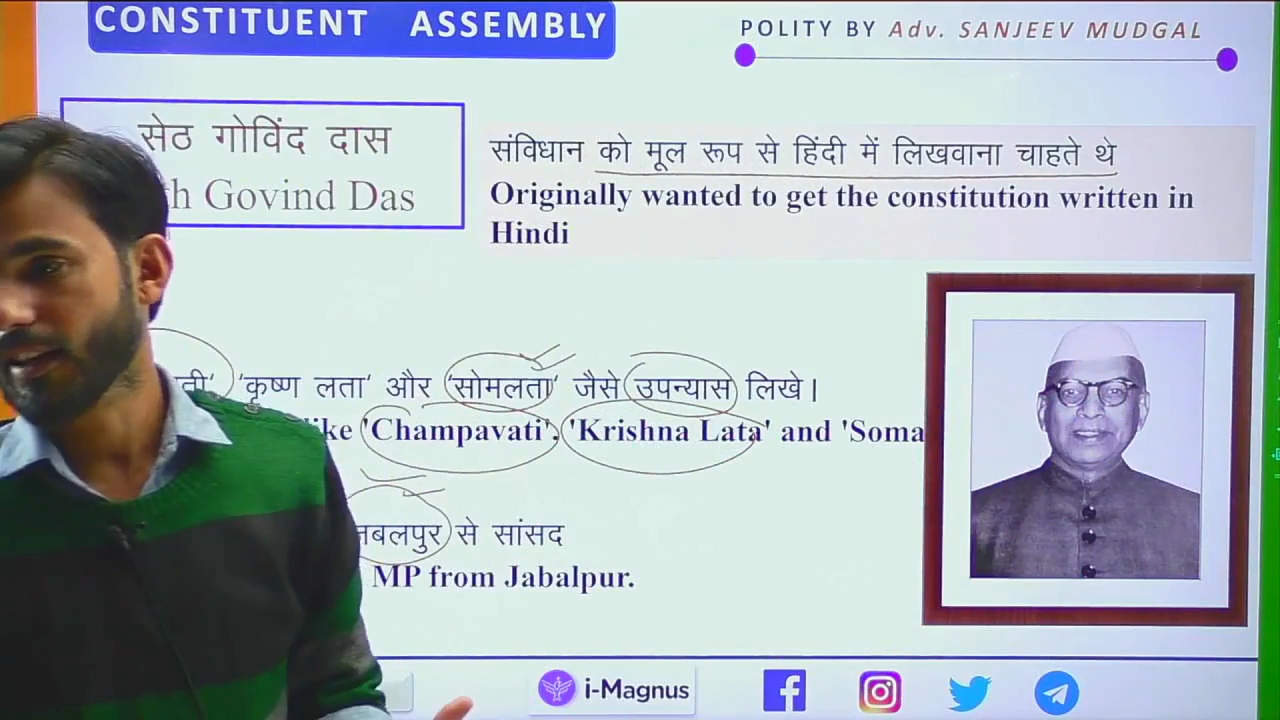 CONSTITUENT ASSEMBLY
POLITY BY Adv. SANJEEV MUDGAL
सेठ गोविंद दास
Govind Das
संविधान को मूल रूप से हिंदी में लिखवाना चाहते थे
Originally wanted to get the constitution written in
Hindi
'कृष्ण लता' और 'सोमलता' जैसे उपन्यास लिखे।
'Champavati', 'Krishna Lata' and 'Soma
से सांसद
MP from Jabalpur.
i-Magnus